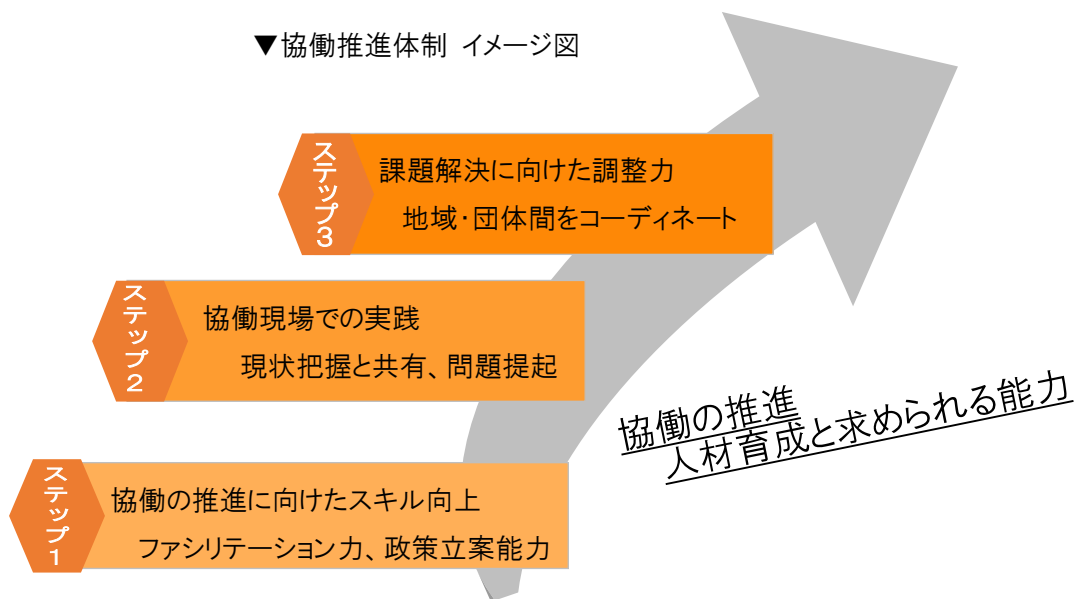 ▼協働推進体制 イメージ図
ステップ3
課題解決に向けた調整力
地域・団体間をコーディネート
ステップ2
協働現場での実践
現状把握と共有、問題提起
ステップ1
協働の推進に向けたスキル向上
ファシリテーション力、政策立案能力
協働の推進
人材育成と求められる能力